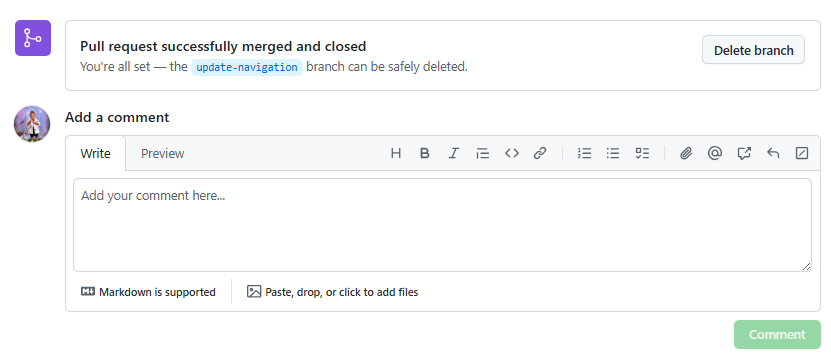 Pull request successfully merged and closed
You're all set — the update-navigation branch can be safely deleted.
Delete branch
Add a comment
Write Preview H B I
Add your comment here...
Markdown is supported Paste, drop, or click to add files
Comment